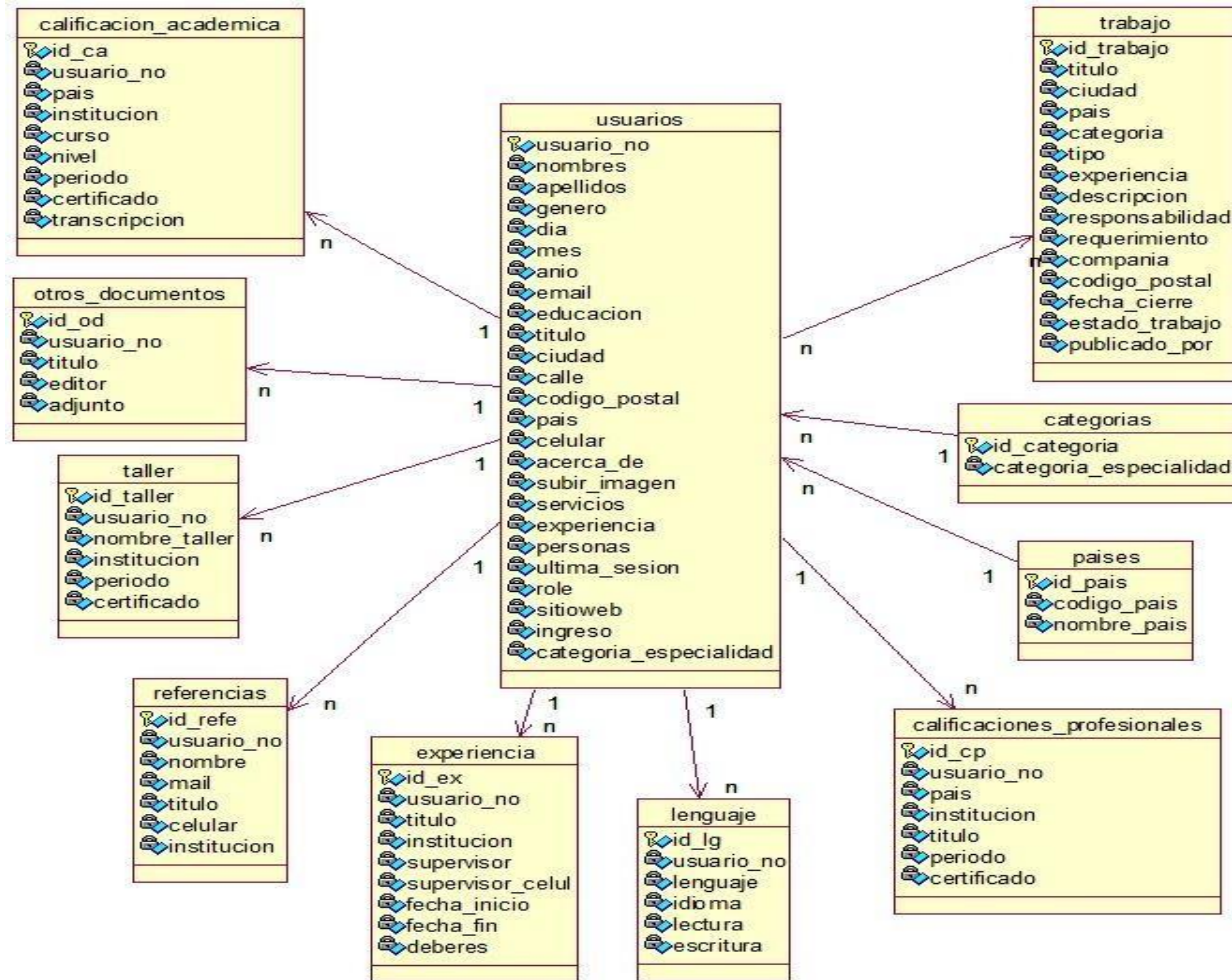 calificacion_academica
id_ca
usuario_no
pais
institucion
curso
nivel
periodo
certificado
transcripcion
n
1
otros_documentos
id_od
usuario_no
titulo
editor
adjunto
n
1
taller
id_taller
usuario_no
nombre_taller
institucion
periodo
certificado
n
1
referencias
id_refe
usuario_no
nombre
mail
titulo
celular
institucion
n
1
usuarios
usuario_no
nombres
apellidos
genero
dia
mes
anio
email
educacion
titulo
ciudad
calle
codigo_postal
pais
celular
acerca_de
subir_imagen
servicios
experiencia
personas
ultima_sesion
role
sitioweb
ingreso
categoria_especialidad
experiencia
id_ex
usuario_no
titulo
institucion
supervisor
supervisor_celul
fecha_inicio
fecha_fin
deberes
1
n
lenguaje
id_lg
usuario_no
lenguaje
idioma
lectura
escritura
1
n
trabajo
id_trabajo
titulo
ciudad
pais
categoria
tipo
experiencia
descripcion
responsabilidad
requerimiento
compania
codigo_postal
fecha_cierre
estado_trabajo
publicado_por
n
n
categorias
id_categoria
categoria_especialidad
n
1
paises
id_pais
codigo_pais
nombre_pais
n
1
calificaciones_profesionales
id_cp
usuario_no
pais
institucion
titulo
periodo
certificado
1
n